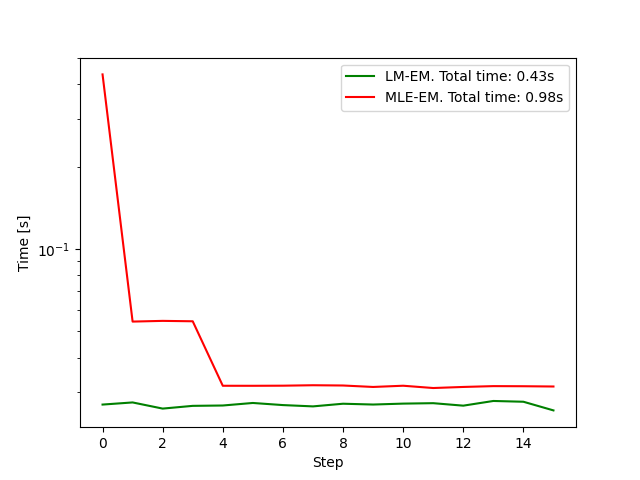 LM-EM. Total time: 0.43s
MLE-EM. Total time: 0.98s
Time [s]
10⁻¹
0 2 4 6 8 10 12 14
Step